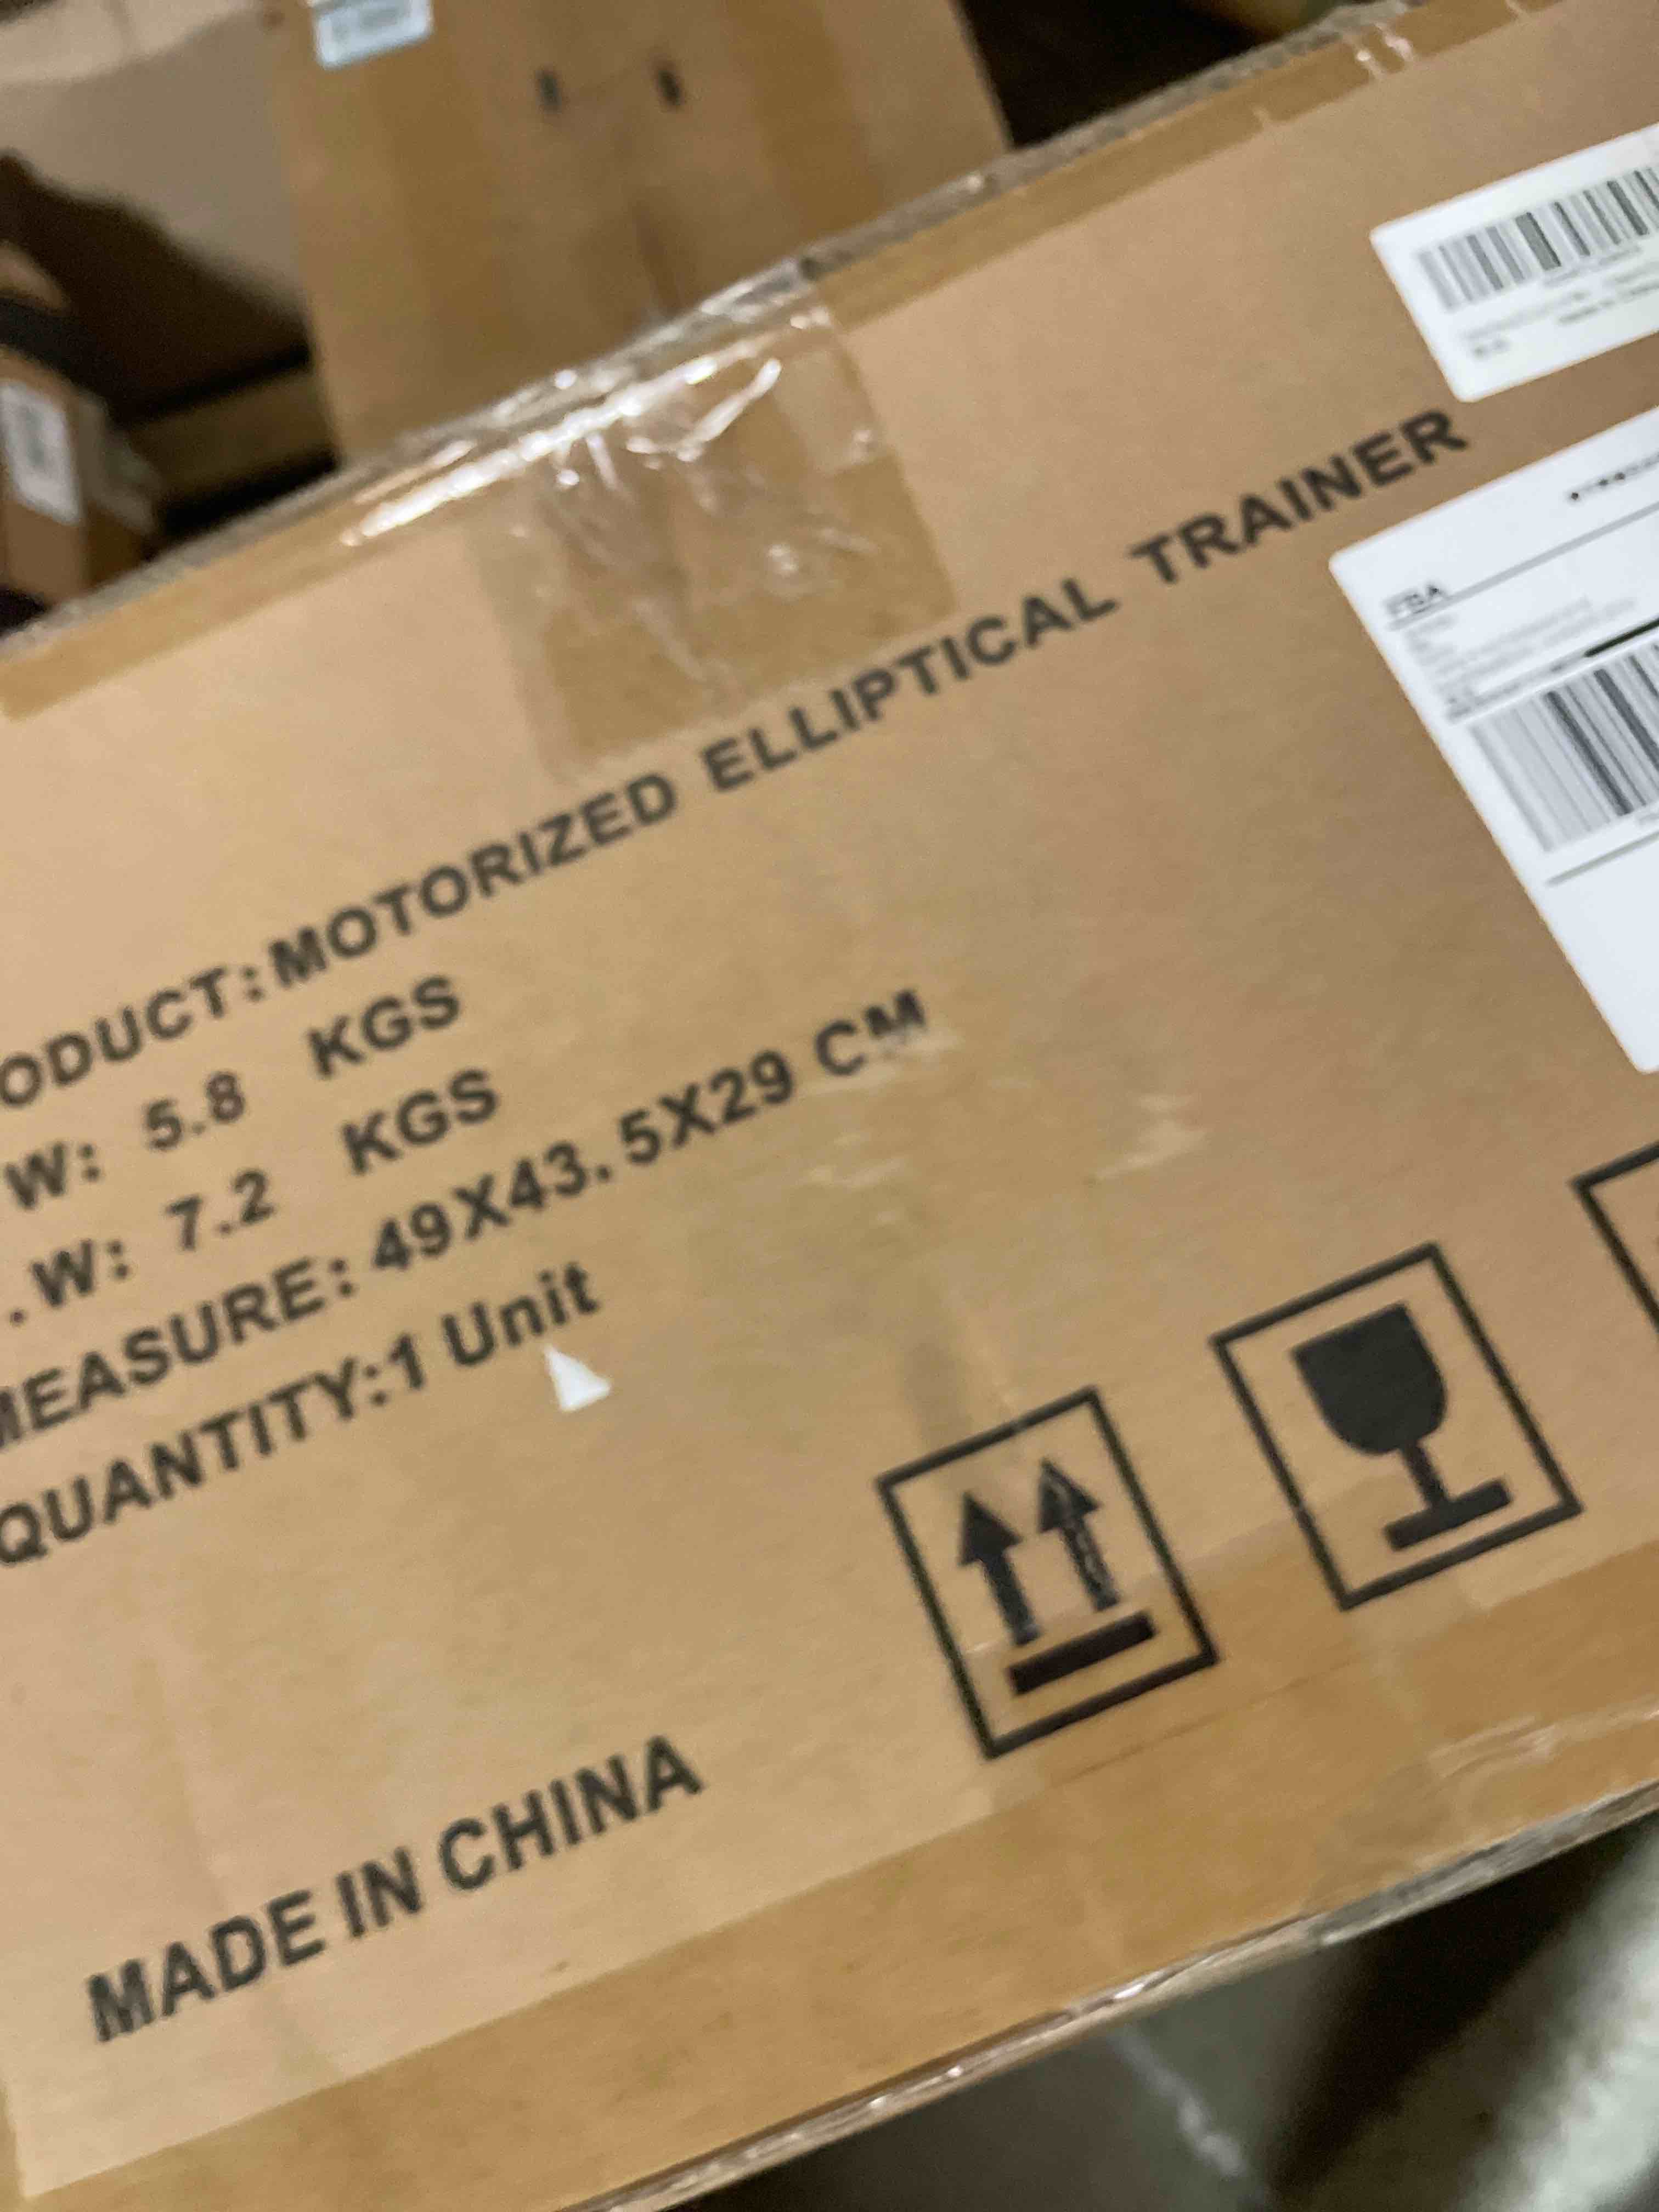 ODUCT:MOTORIZED ELLIPTICAL TRAINER
W: 5.8 KGS
.W: 7.2 KGS
MEASURE: 49X43.5X29 CM
QUANTITY:1 Unit
MADE IN CHINA
FBA